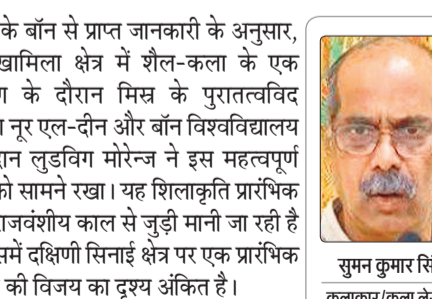 के बॉन से प्राप्त जानकारी के अनुसार,
खामिला क्षेत्र में शैल-कला के एक
के दौरान मिस्र के पुरातत्वविद
नूर एल-दीन और बॉन विश्वविद्यालय
लुडविग मोरेन्ज ने इस महत्वपूर्ण
को सामने रखा। यह शिलाकृति प्रारंभिक
राजवंशीय काल से जुड़ी मानी जा रही है
दक्षिणी सिनाई क्षेत्र पर एक प्रारंभिक
की विजय का दृश्य अंकित है।
सुमन कुमार